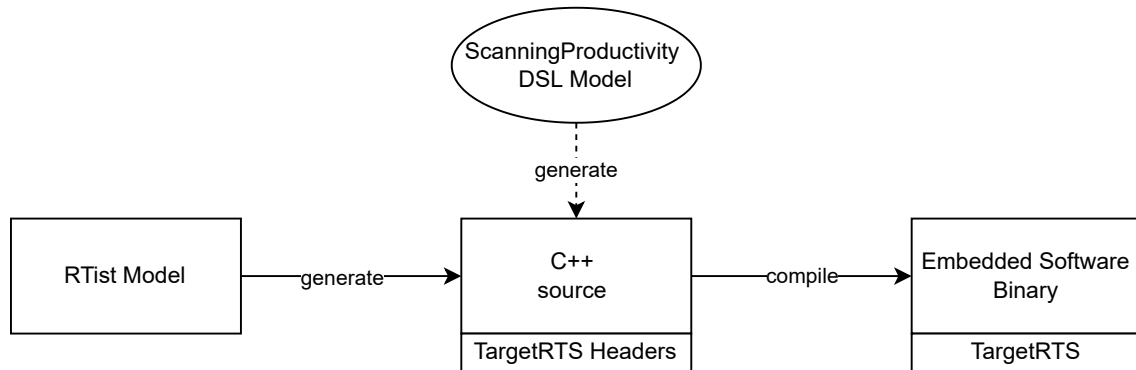 ScanningProductivity
DSL Model
generate
RTist Model
generate
C++
source
compile
Embedded Software
Binary
TargetRTS Headers
TargetRTS